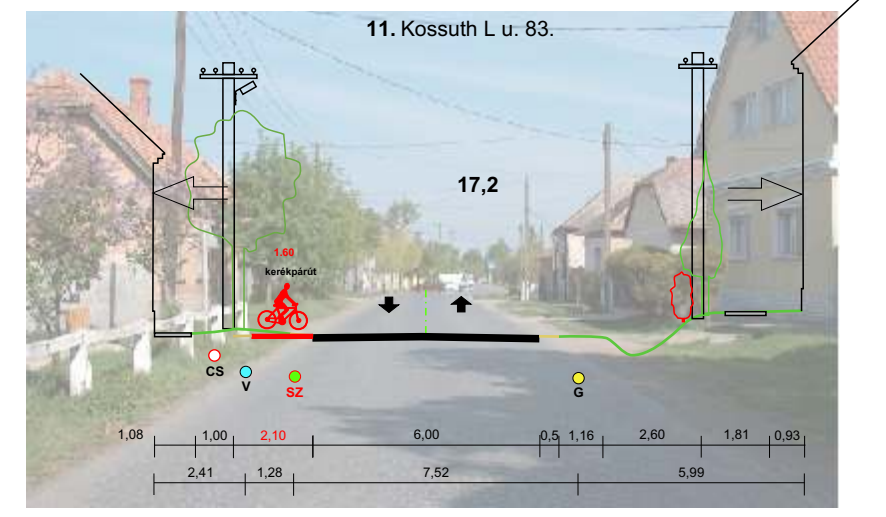 11. Kossuth L u. 83.
17,2
1.60
kerékpárút
CS
V
SZ
G
1,08 1,00 2,10 6,00 0,5 1,16 2,60 1,81 0,93
2,41 1,28 7,52 5,99